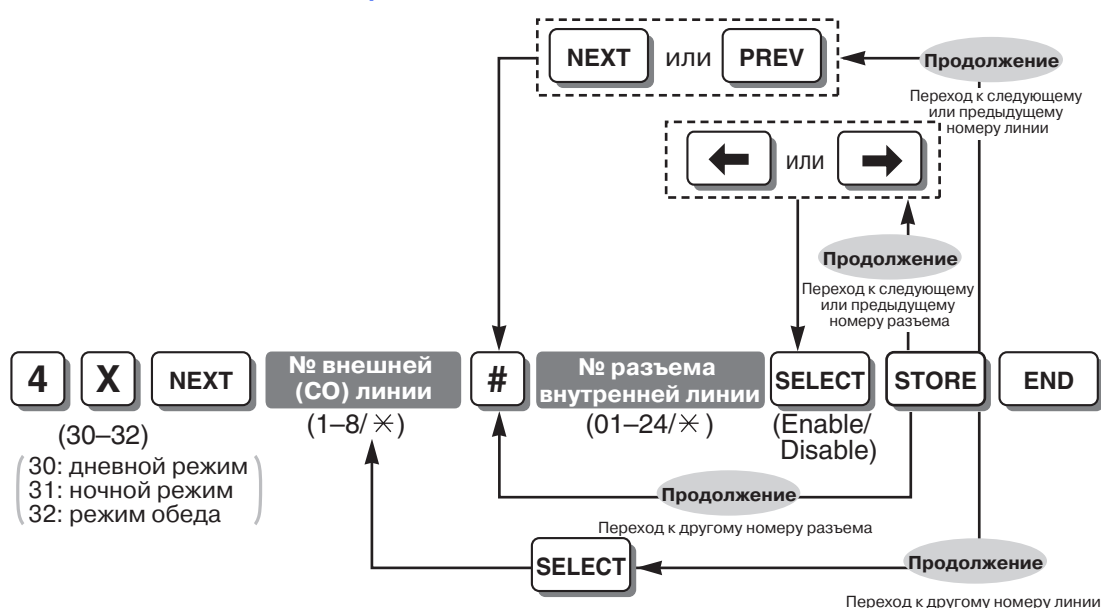 NEXT или PREV
Продолжение
Переход к следующему
или предыдущему
номеру линии
← или →
Продолжение
Переход к следующему
или предыдущему
номеру разъема
4 X NEXT
№ внешней
(CO) линии
#
№ разъема
внутренней линии
SELECT STORE END
(30–32)
(1–8/ ✳)
(01–24/✳ )
(Enable/
Disable)
30: дневной режим
31: ночной режим
32: режим обеда
Продолжение
Переход к другому номеру разъема
SELECT
Продолжение
Переход к другому номеру линии